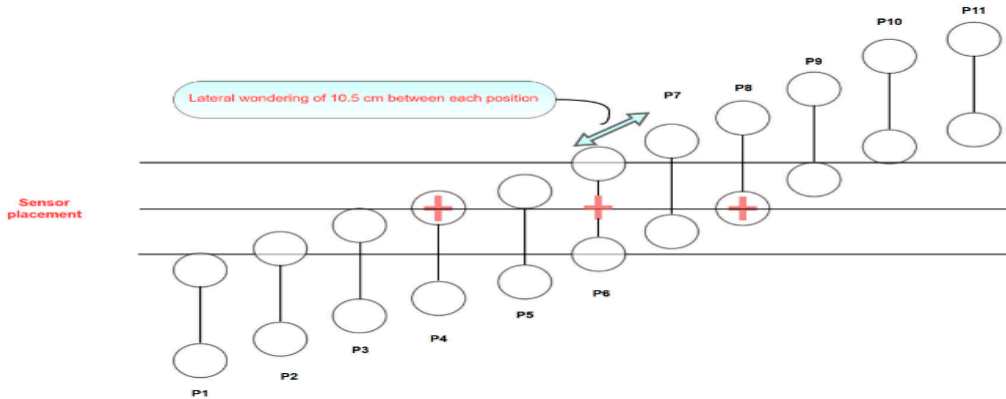 P11
P10
P9
Lateral wondering of 10.5 cm between each position
P7
P8
Sensor
placement
P6
P5
P4
P3
P2
P1